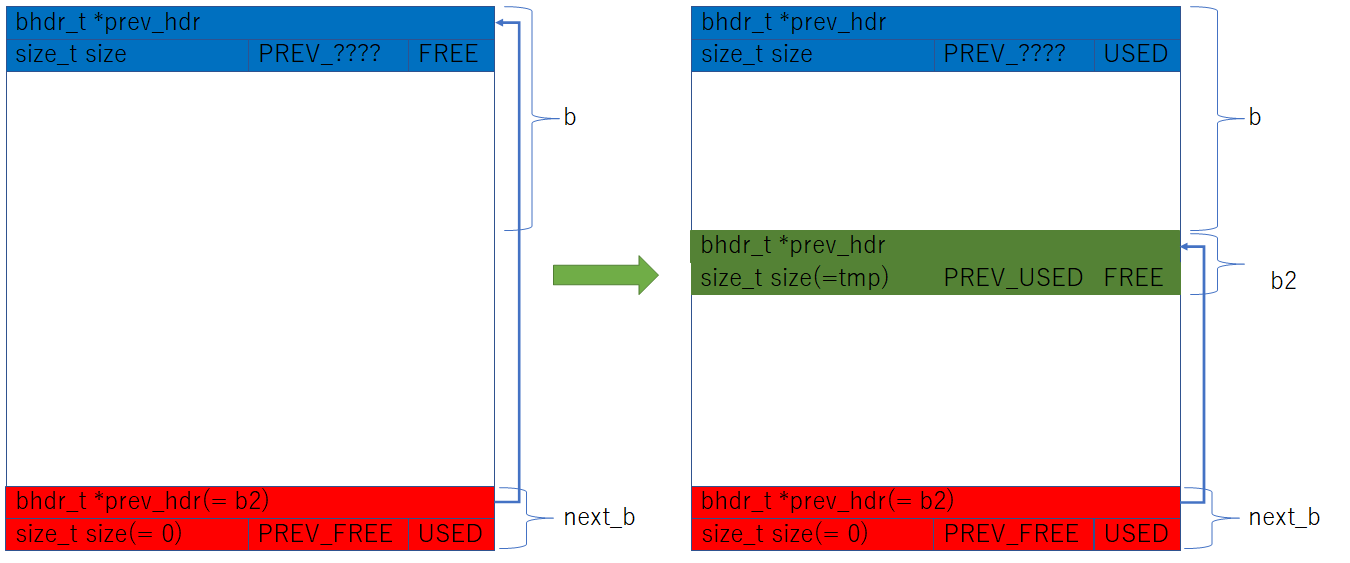 bhdr_t *prev_hdr
size_t size PREV_???? FREE
b
bhdr_t *prev_hdr(= b2)
size_t size(= 0) PREV_FREE USED
next_b
bhdr_t *prev_hdr
size_t size PREV_???? USED
b
bhdr_t *prev_hdr
size_t size(=tmp) PREV_USED FREE
b2
bhdr_t *prev_hdr(= b2)
size_t size(= 0) PREV_FREE USED
next_b